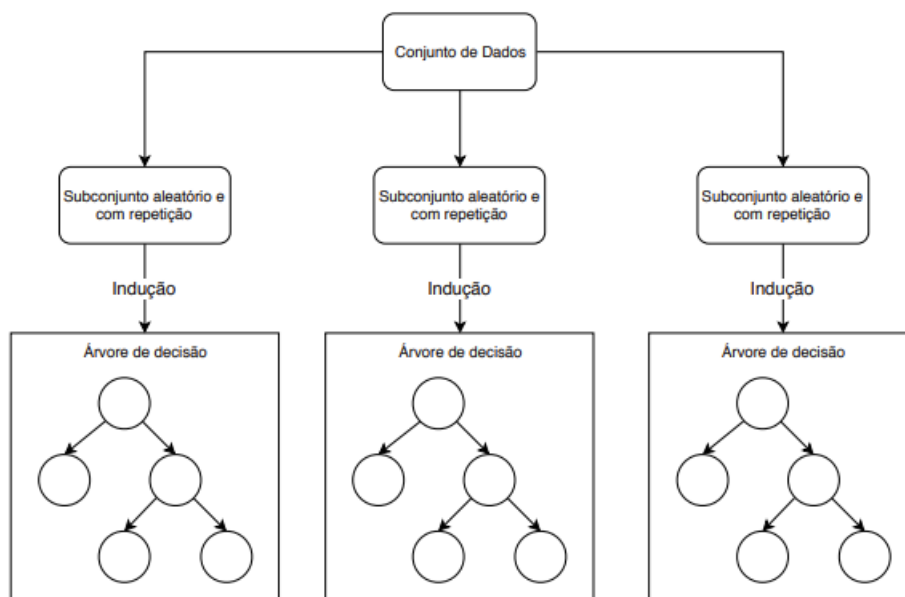 Conjunto de Dados
Subconjunto aleatório e
com repetição
Subconjunto aleatório e
com repetição
Subconjunto aleatório e
com repetição
Indução
Indução
Indução
Árvore de decisão
Árvore de decisão
Árvore de decisão